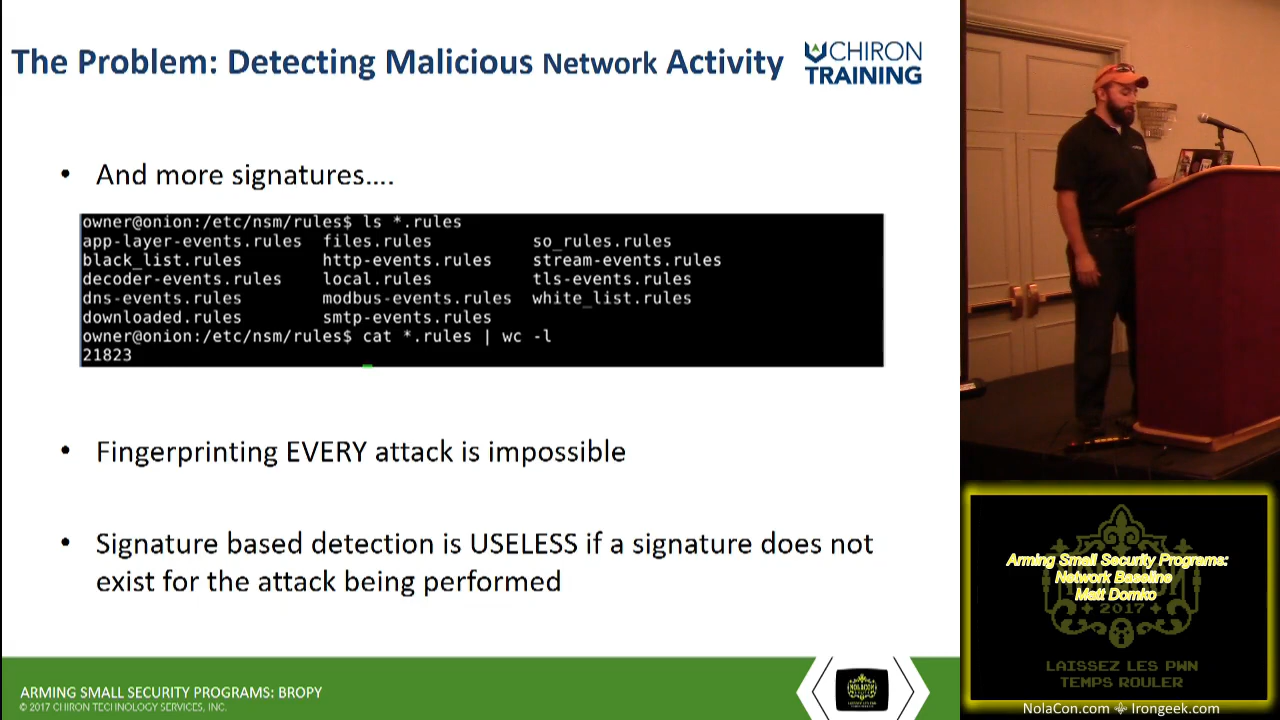 The Problem: Detecting Malicious Network Activity
CHIRON
TRAINING
• And more signatures....
owner@onion:/etc/nsm/rules$ ls *.rules
app-layer-events.rules files.rules so_rules.rules
black_list.rules http-events.rules stream-events.rules
decoder-events.rules local.rules tls-events.rules
dns-events.rules modbus-events.rules white_list.rules
downloaded.rules smtp-events.rules
owner@onion:/etc/nsm/rules$ cat *.rules | wc -l
21823
• Fingerprinting EVERY attack is impossible
• Signature based detection is USELESS if a signature does not
exist for the attack being performed
ARMING SMALL SECURITY PROGRAMS: BROPY
© 2017 CHIRON TECHNOLOGY SERVICES, INC.
NOLACON
Arming Small Security Programs:
Network Baseline
Matt Domko
2017
LAISSEZ LES PWN
TEMPS ROULER
NolaCon.com Irongeek.com